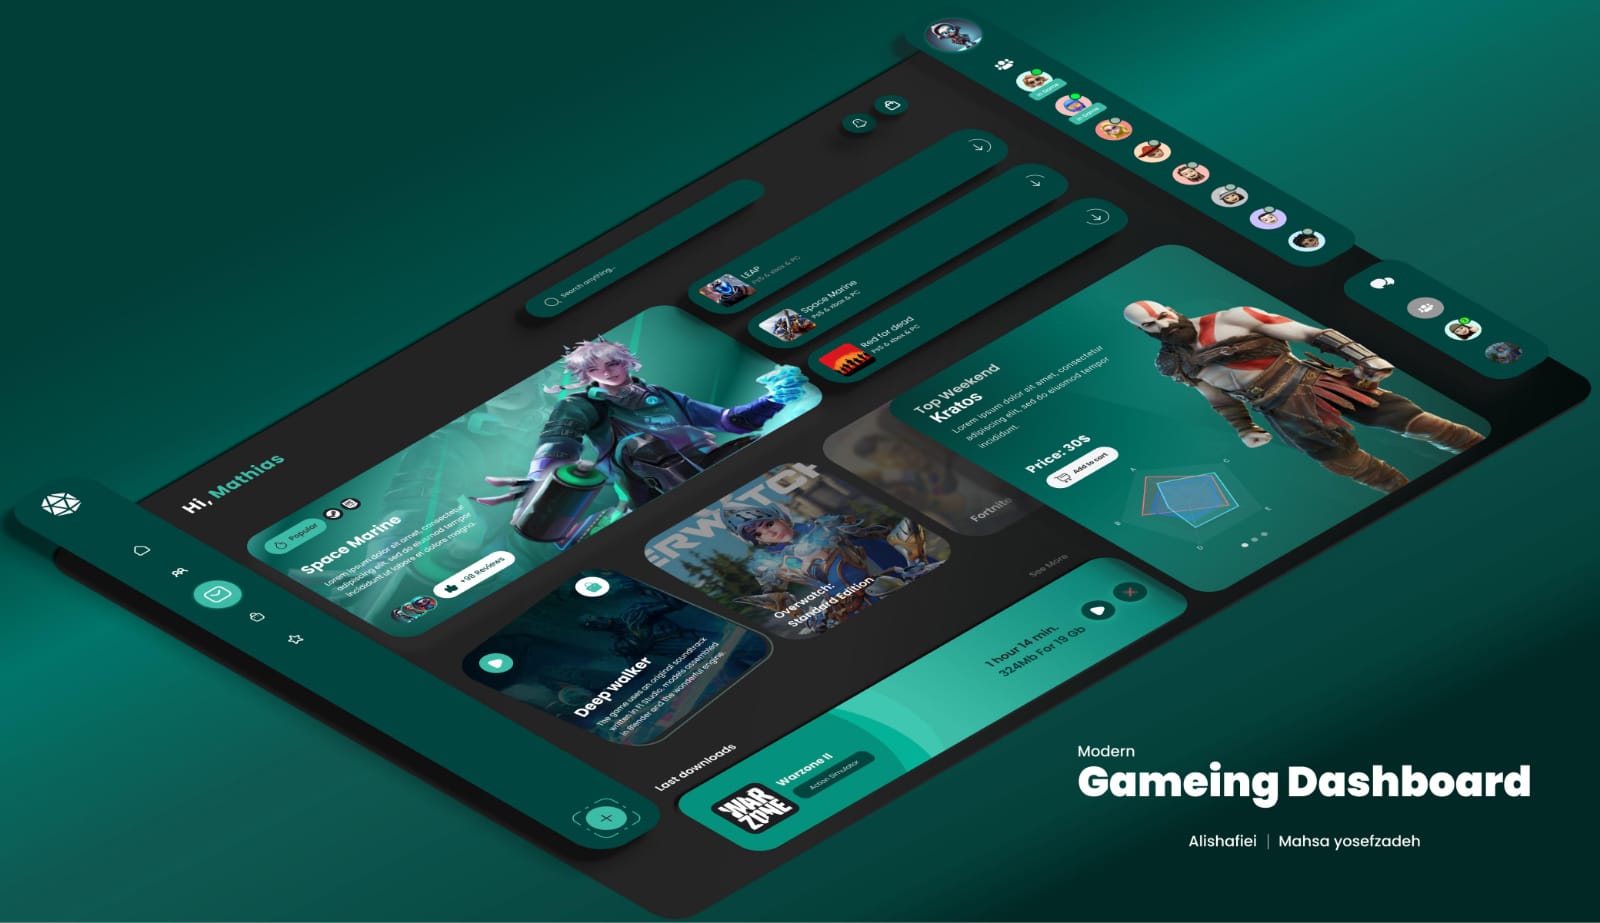 In Game
In Game
Search anything...
LEAP
Ps5 & xbox & PC
Space Marine
Ps5 & xbox & PC
Red for dead
Ps5 & xbox & PC
Hi, Mathias
Popular
Space Marine
Lorem ipsum dolor sit amet, consectetur
adipiscing elit, sed do eiusmod tempor
incididunt ut labore et dolore magna.
+98 Reviews
Top Weekend
Kratos
Lorem ipsum dolor sit amet, consectetur
adipiscing elit, sed do eiusmod tempor
incididunt.
Price: 30$
Add to cart
A
C
B
E
D
Deep walker
The game uses an original soundtrack
written in Fl Studio, models assembled
in Blender and the wonderful engine.
ERWATCH
Overwatch:
Standard Edition
Fortnite
See More
Last downloads
WAR
ZONE
Warzone II
Action Simulator
1 hour 14 min.
324Mb For 19 Gb
Modern
Gameing Dashboard
Alishafiei | Mahsa yosefzadeh